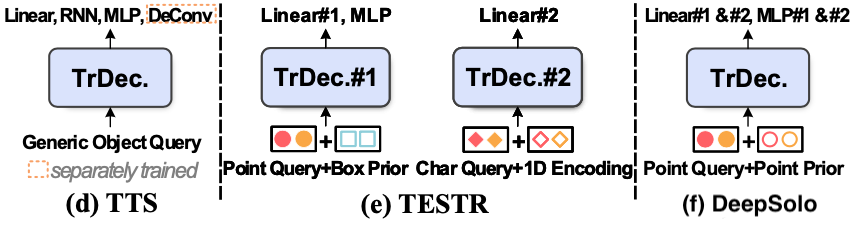 Linear, RNN, MLP, DeConv
TrDec.
Generic Object Query
separately trained
(d) TTS
Linear#1, MLP
TrDec.#1
+
Point Query+Box Prior
Linear#2
TrDec.#2
+
Char Query+1D Encoding
(e) TESTR
Linear#1 &#2, MLP#1 &#2
TrDec.
+
Point Query+Point Prior
(f) DeepSolo